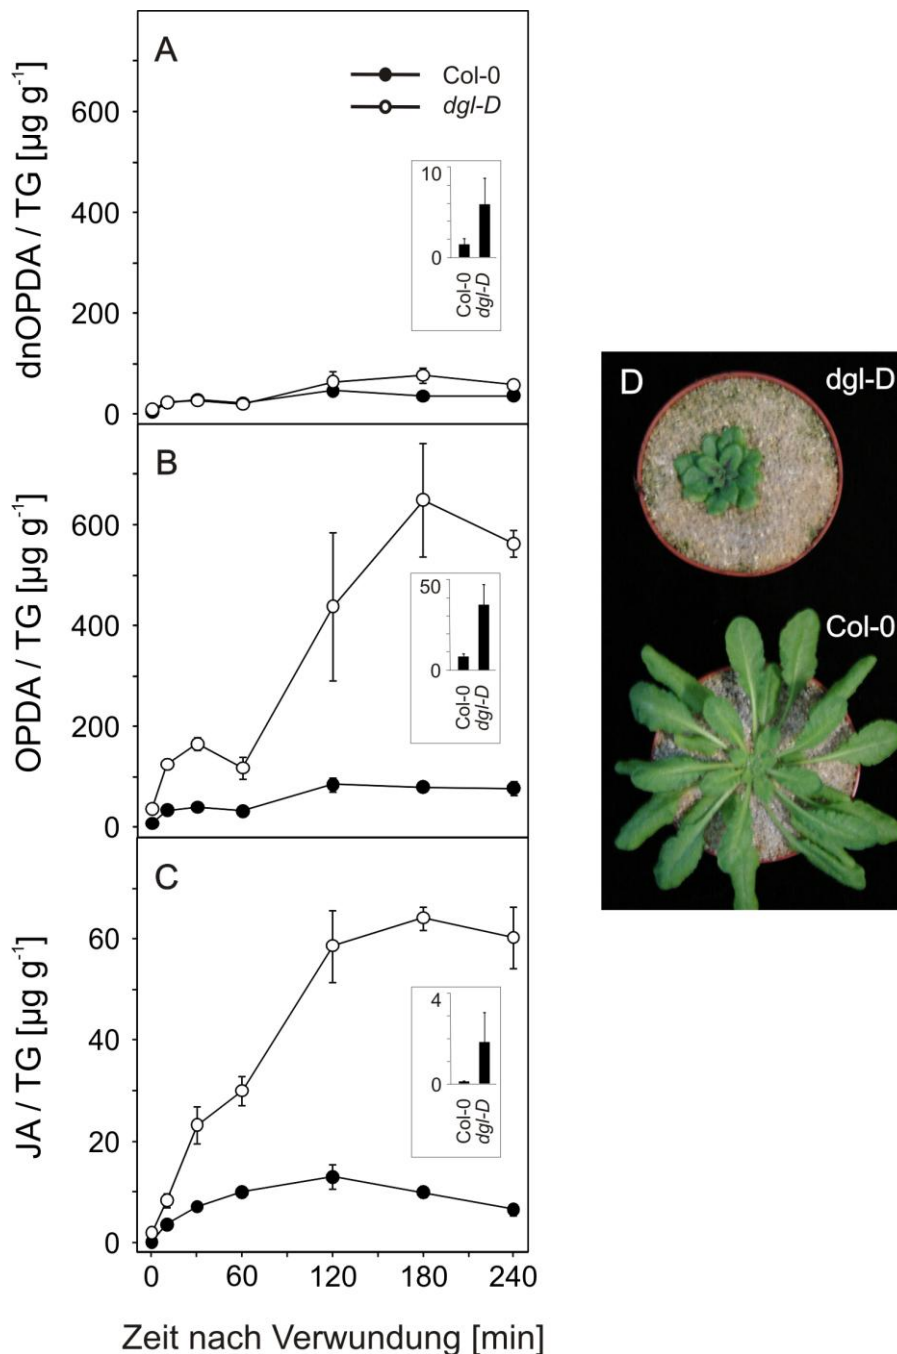 A
Col-0
dgl-D
dnOPDA / TG [µg g⁻¹]
600
400
200
0
10
0
Col-0
dgl-D
B
OPDA / TG [µg g⁻¹]
600
400
200
0
50
0
Col-0
dgl-D
C
JA / TG [µg g⁻¹]
60
40
20
0
4
0
Col-0
dgl-D
0 60 120 180 240
Zeit nach Verwundung [min]
D dgl-D
Col-0